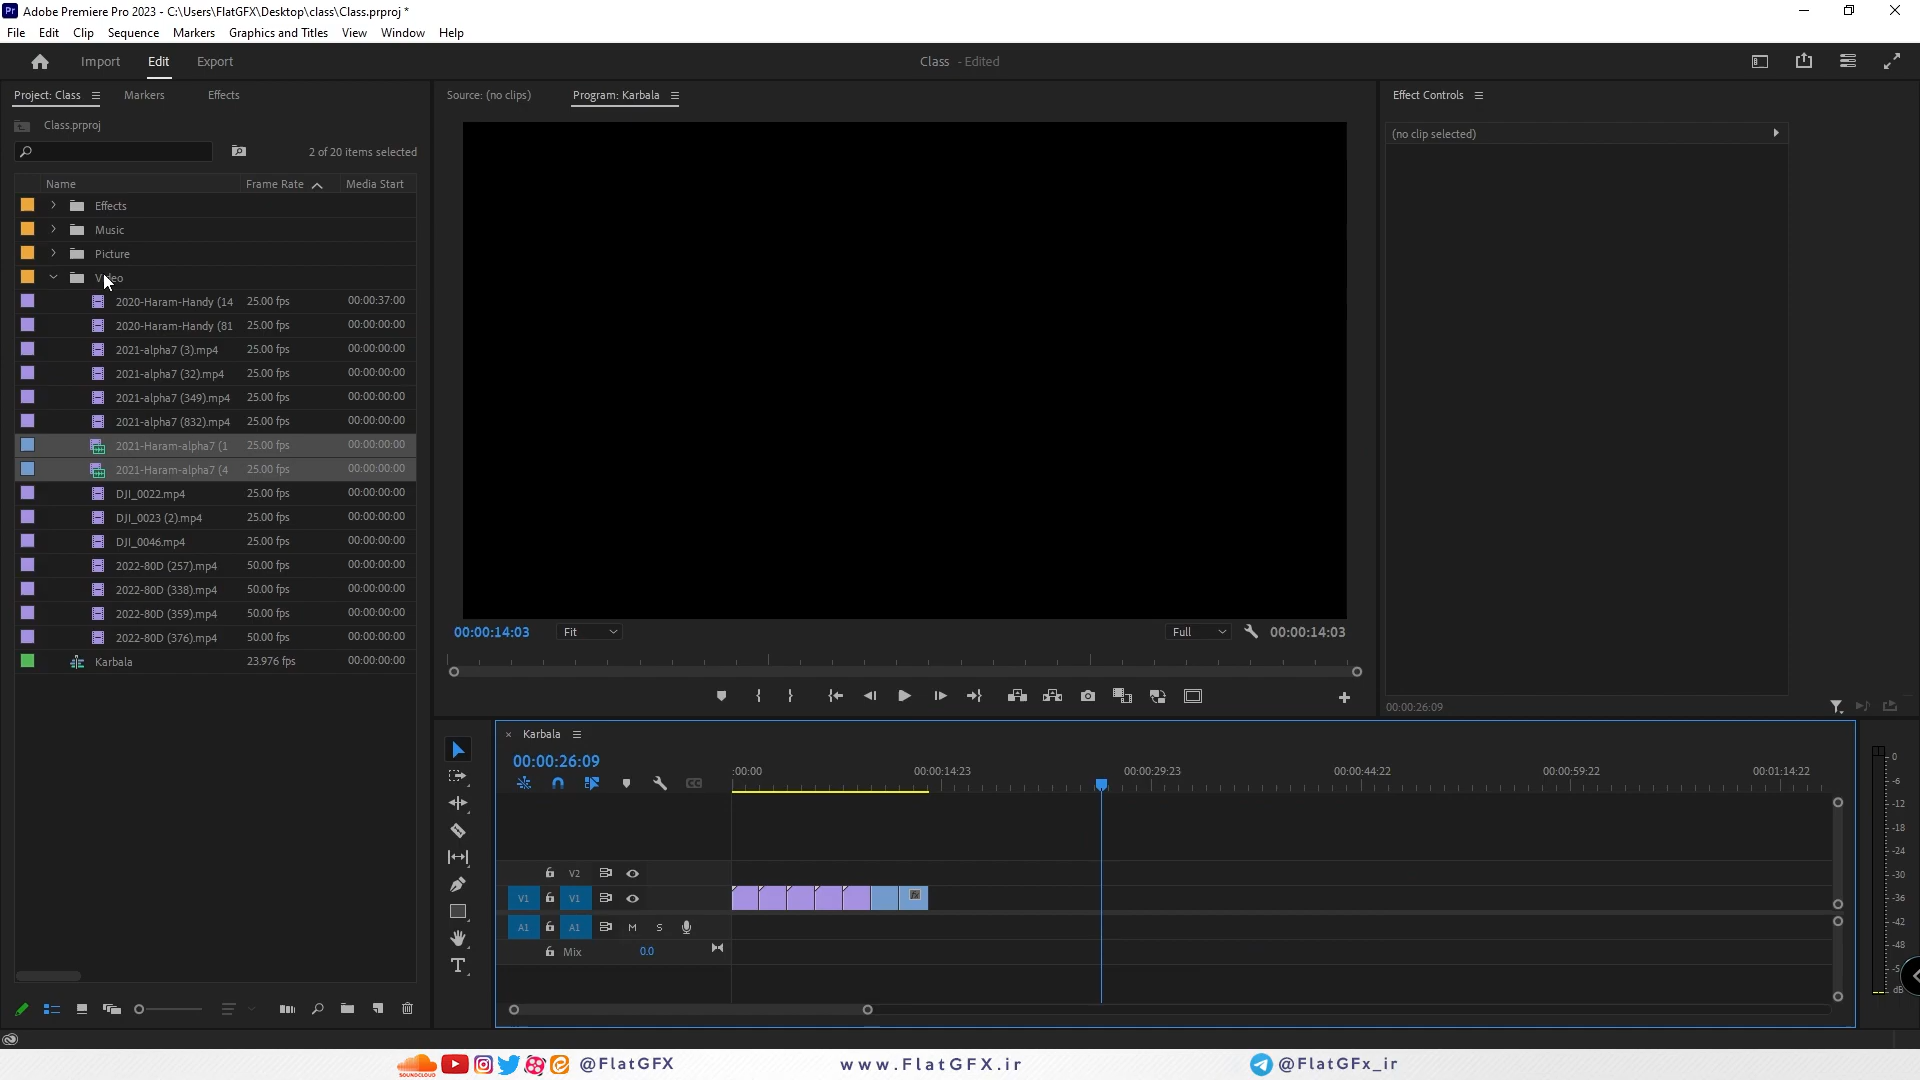 Pr Adobe Premiere Pro 2023 - C:\Users\FlatGFX\Desktop\class\Class.prproj *
File Edit Clip Sequence Markers Graphics and Titles View Window Help
Import Edit Export Class - Edited
Project: Class Markers Effects Source: (no clips) Program: Karbala Effect Controls
Class.prproj
(no clip selected)
2 of 20 items selected
Name Frame Rate Media Start
Effects
Music
Picture
Video
2020-Haram-Handy (14 25.00 fps 00:00:37:00
2020-Haram-Handy (81 25.00 fps 00:00:00:00
2021-alpha7 (3).mp4 25.00 fps 00:00:00:00
2021-alpha7 (32).mp4 25.00 fps 00:00:00:00
2021-alpha7 (349).mp4 25.00 fps 00:00:00:00
2021-alpha7 (832).mp4 25.00 fps 00:00:00:00
2021-Haram-alpha7 (1 25.00 fps 00:00:00:00
2021-Haram-alpha7 (4 25.00 fps 00:00:00:00
DJI_0022.mp4 25.00 fps 00:00:00:00
DJI_0023 (2).mp4 25.00 fps 00:00:00:00
DJI_0046.mp4 25.00 fps 00:00:00:00
2022-80D (257).mp4 50.00 fps 00:00:00:00
2022-80D (338).mp4 50.00 fps 00:00:00:00
2022-80D (359).mp4 50.00 fps 00:00:00:00
2022-80D (376).mp4 50.00 fps 00:00:00:00
Karbala 23.976 fps 00:00:00:00
00:00:14:03 Fit Full 00:00:14:03
00:00:26:09
Karbala
00:00:26:09
:00:00 00:00:14:23 00:00:29:23 00:00:44:22 00:00:59:22 00:01:14:22
CC
V2
V1 V1 fx
A1 A1 M S
Mix 0.0
0
-6
-12
-18
-24
-30
-36
-42
-48
dB
SOUNDCLOUD @FlatGFX www.FlatGFX.ir @FlatGFx_ir